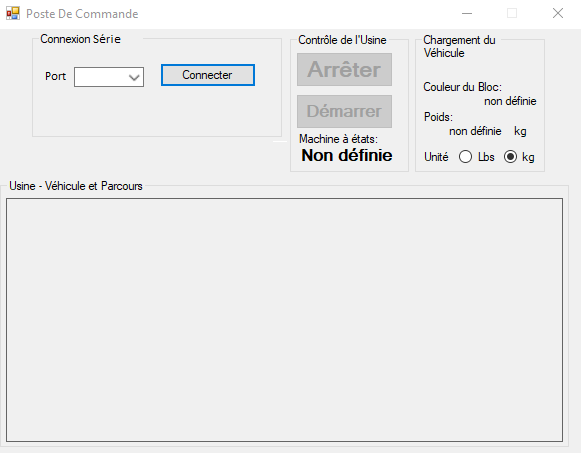 Poste De Commande
Connexion Série
Port
Connecter
Contrôle de l'Usine
Arrêter
Démarrer
Machine à états:
Non définie
Chargement du
Véhicule
Couleur du Bloc:
non définie
Poids:
non définie kg
Unité Lbs kg
Usine - Véhicule et Parcours